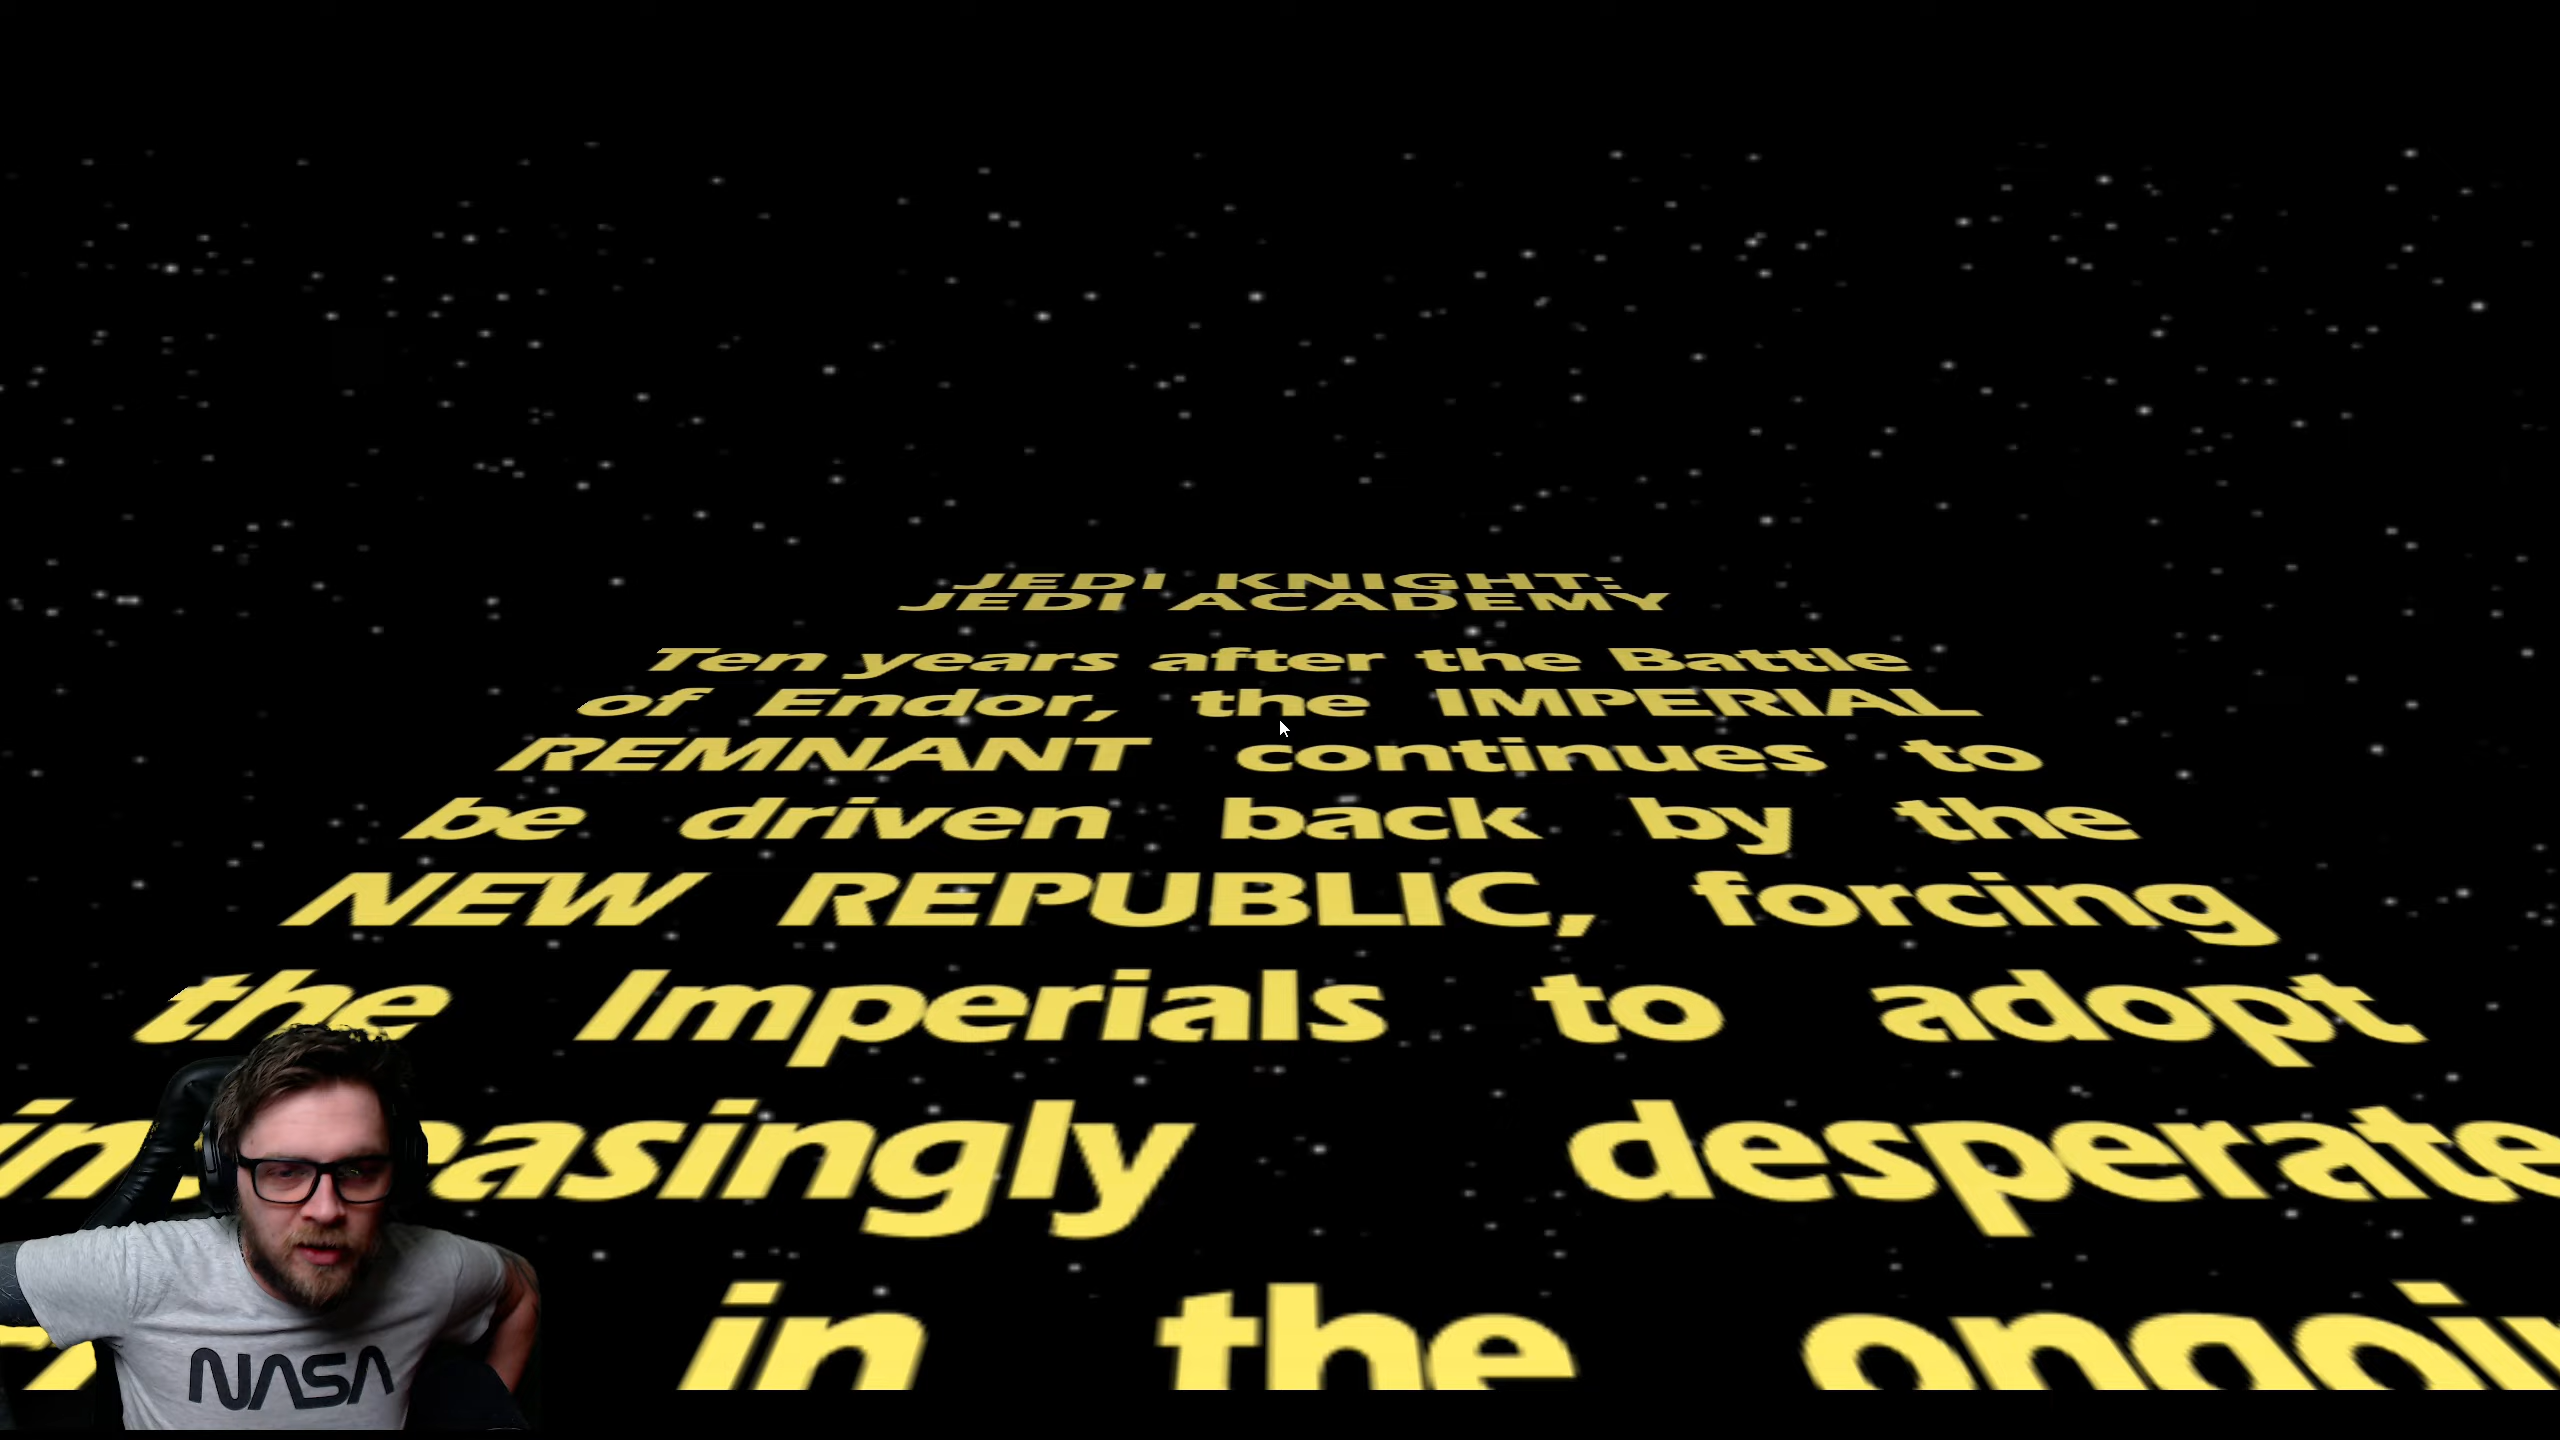 JEDI KNIGHT:
JEDI ACADEMY
Ten years after the Battle
of Endor, the IMPERIAL
REMNANT continues to
be driven back by the
NEW REPUBLIC, forcing
the Imperials to adopt
desperate
in the
NASA